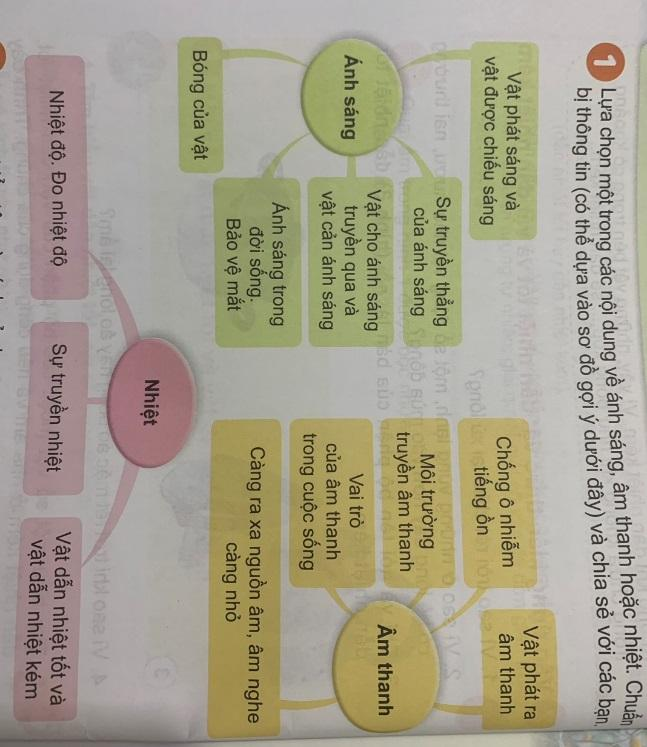 1 Lựa chọn một trong các nội dung về ánh sáng, âm thanh hoặc nhiệt. Chuẩn
bị thông tin (có thể dựa vào sơ đồ gợi ý dưới đây) và chia sẻ với các bạn.
Vật phát sáng và
vật được chiếu sáng
Sự truyền thẳng
của ánh sáng
Ánh sáng
Vật cho ánh sáng
truyền qua và
vật cản ánh sáng
Ánh sáng trong
đời sống.
Bảo vệ mắt
Bóng của vật
Vật phát ra
âm thanh
Chống ô nhiễm
tiếng ồn
Môi trường
truyền âm thanh
Âm thanh
Vai trò
của âm thanh
trong cuộc sống
Càng ra xa nguồn âm, âm nghe
càng nhỏ
Nhiệt
Nhiệt độ. Đo nhiệt độ
Sự truyền nhiệt
Vật dẫn nhiệt tốt và
vật dẫn nhiệt kém